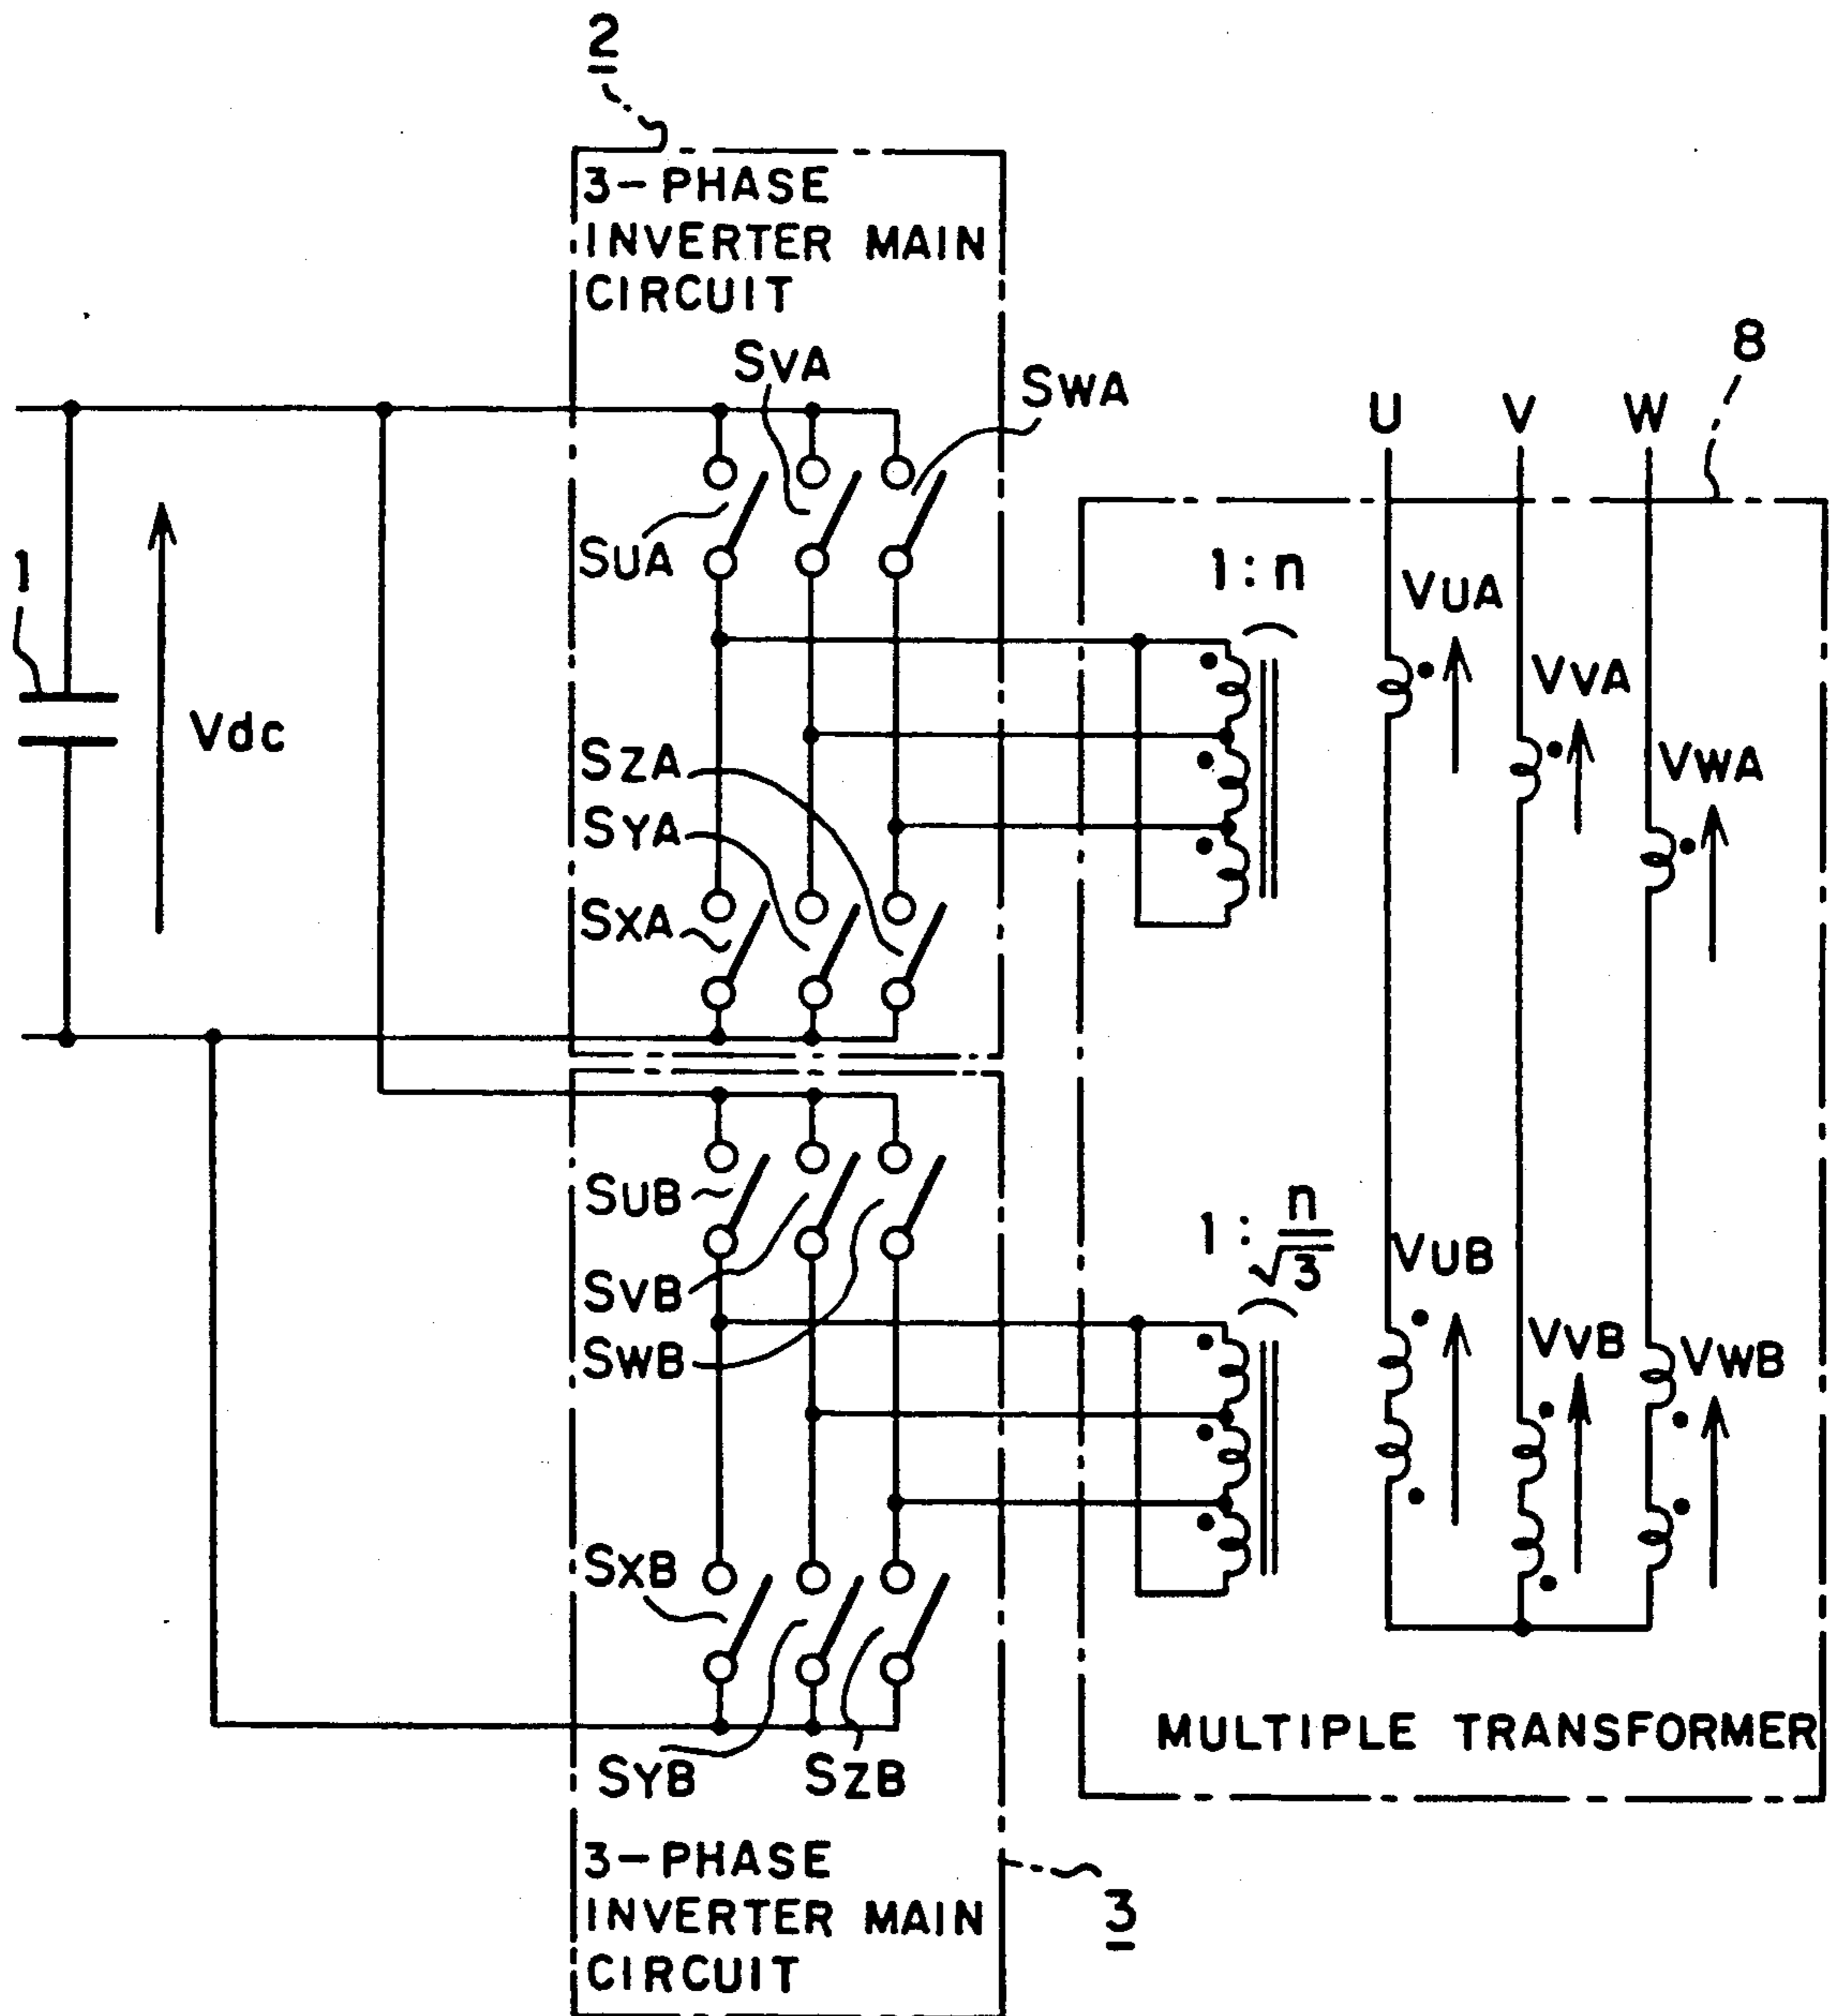 2
3-PHASE
INVERTER MAIN
CIRCUIT
SVA
SWA
8
U V W
SUA
1:n
VUA
1
VVA
Vdc
SZA
VWA
SYA
SXA
SUB
1: n/√3
VUB
SVB
VVB
VWB
SWB
SXB
SYB
SZB
MULTIPLE TRANSFORMER
3-PHASE
INVERTER MAIN
CIRCUIT
3